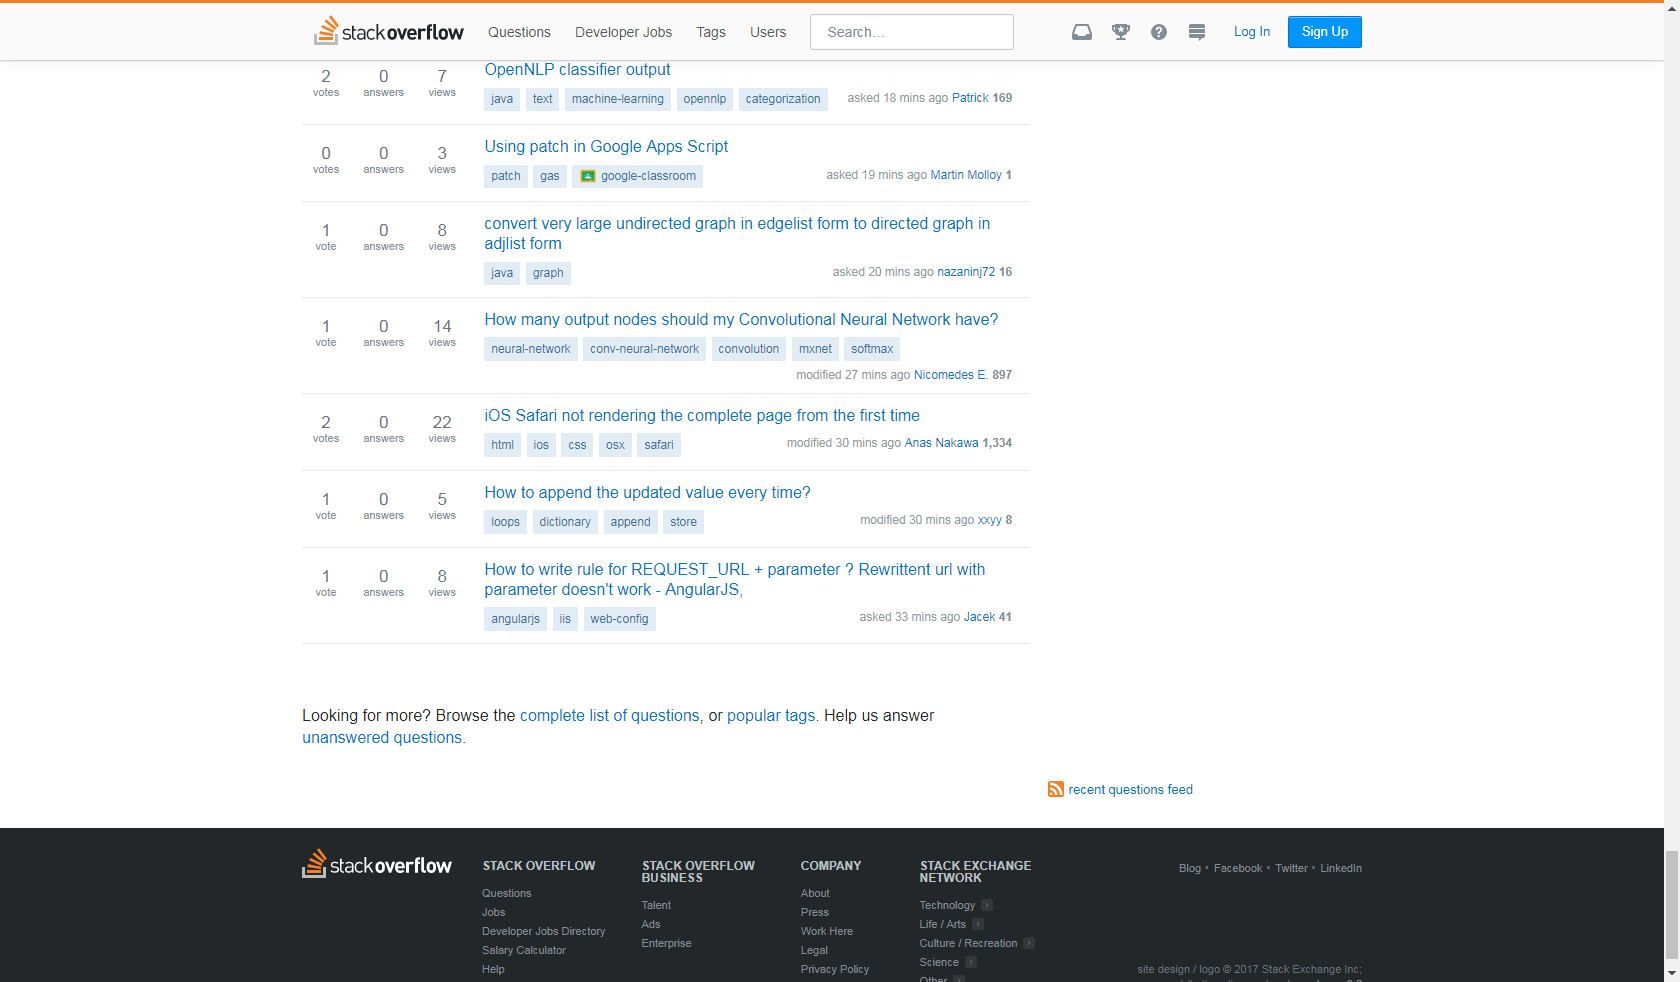 stackoverflow Questions Developer Jobs Tags Users Search... Log In Sign Up
OpenNLP classifier output
2 votes 0 answers 7 views
java text machine-learning opennlp categorization asked 18 mins ago Patrick 169
Using patch in Google Apps Script
0 votes 0 answers 3 views
patch gas google-classroom asked 19 mins ago Martin Molloy 1
convert very large undirected graph in edgelist form to directed graph in
adjlist form
1 vote 0 answers 8 views
java graph asked 20 mins ago nazaninj72 16
How many output nodes should my Convolutional Neural Network have?
1 vote 0 answers 14 views
neural-network conv-neural-network convolution mxnet softmax
modified 27 mins ago Nicomedes E. 897
iOS Safari not rendering the complete page from the first time
2 votes 0 answers 22 views
html ios css osx safari modified 30 mins ago Anas Nakawa 1,334
How to append the updated value every time?
1 vote 0 answers 5 views
loops dictionary append store modified 30 mins ago xxyy 8
How to write rule for REQUEST_URL + parameter ? Rewrittent url with
parameter doesn't work - AngularJS,
1 vote 0 answers 8 views
angularjs iis web-config asked 33 mins ago Jacek 41
Looking for more? Browse the complete list of questions, or popular tags. Help us answer
unanswered questions.
recent questions feed
stackoverflow
STACK OVERFLOW
Questions
Jobs
Developer Jobs Directory
Salary Calculator
Help
STACK OVERFLOW
BUSINESS
Talent
Ads
Enterprise
COMPANY
About
Press
Work Here
Legal
Privacy Policy
STACK EXCHANGE
NETWORK
Technology
Life / Arts
Culture / Recreation
Science
Other
Blog • Facebook • Twitter • LinkedIn
site design / logo © 2017 Stack Exchange Inc;